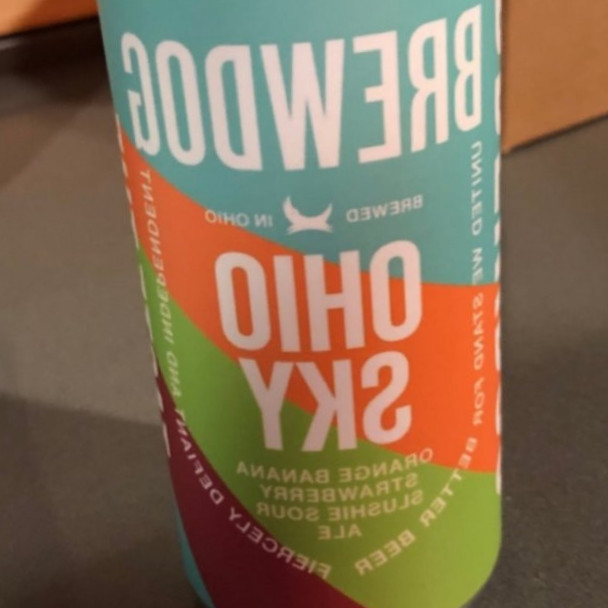 BREWDOG
BREWED IN OHIO
OHIO
SKY
ORANGE BANANA
STRAWBERRY
SLUSHIE SOUR
ALE
UNITED WE STAND FOR BETTER BEER
FIERCELY DEFIANT AND INDEPENDENT